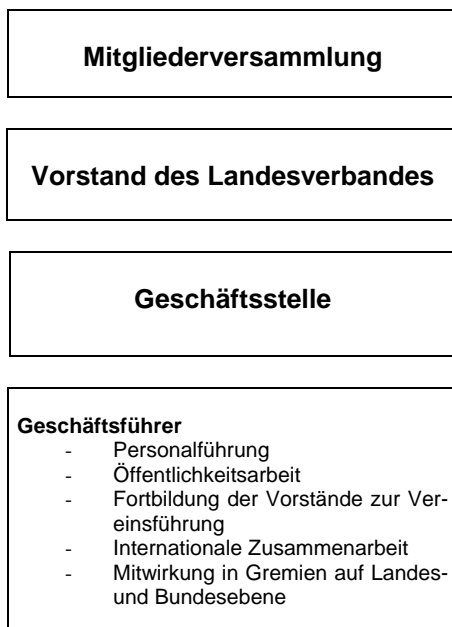 Mitgliederversammlung
Vorstand des Landesverbandes
Geschäftsstelle
Geschäftsführer
- Personalführung
- Öffentlichkeitsarbeit
- Fortbildung der Vorstände zur Ver-
einsführung
- Internationale Zusammenarbeit
- Mitwirkung in Gremien auf Landes-
und Bundesebene